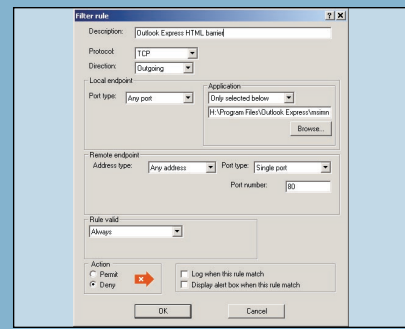 Filter rule
Description: Outlook Express HTML barrier
Protocol: TCP
Direction: Outgoing
Local endpoint
Port type: Any port
Application
Only selected below
H:\Program Files\Outlook Express\msimn
Browse...
Remote endpoint
Address type: Any address Port type: Single port
Port number: 80
Rule valid
Always
Action
Permit
Deny
Log when this rule match
Display alert box when this rule match
OK Cancel